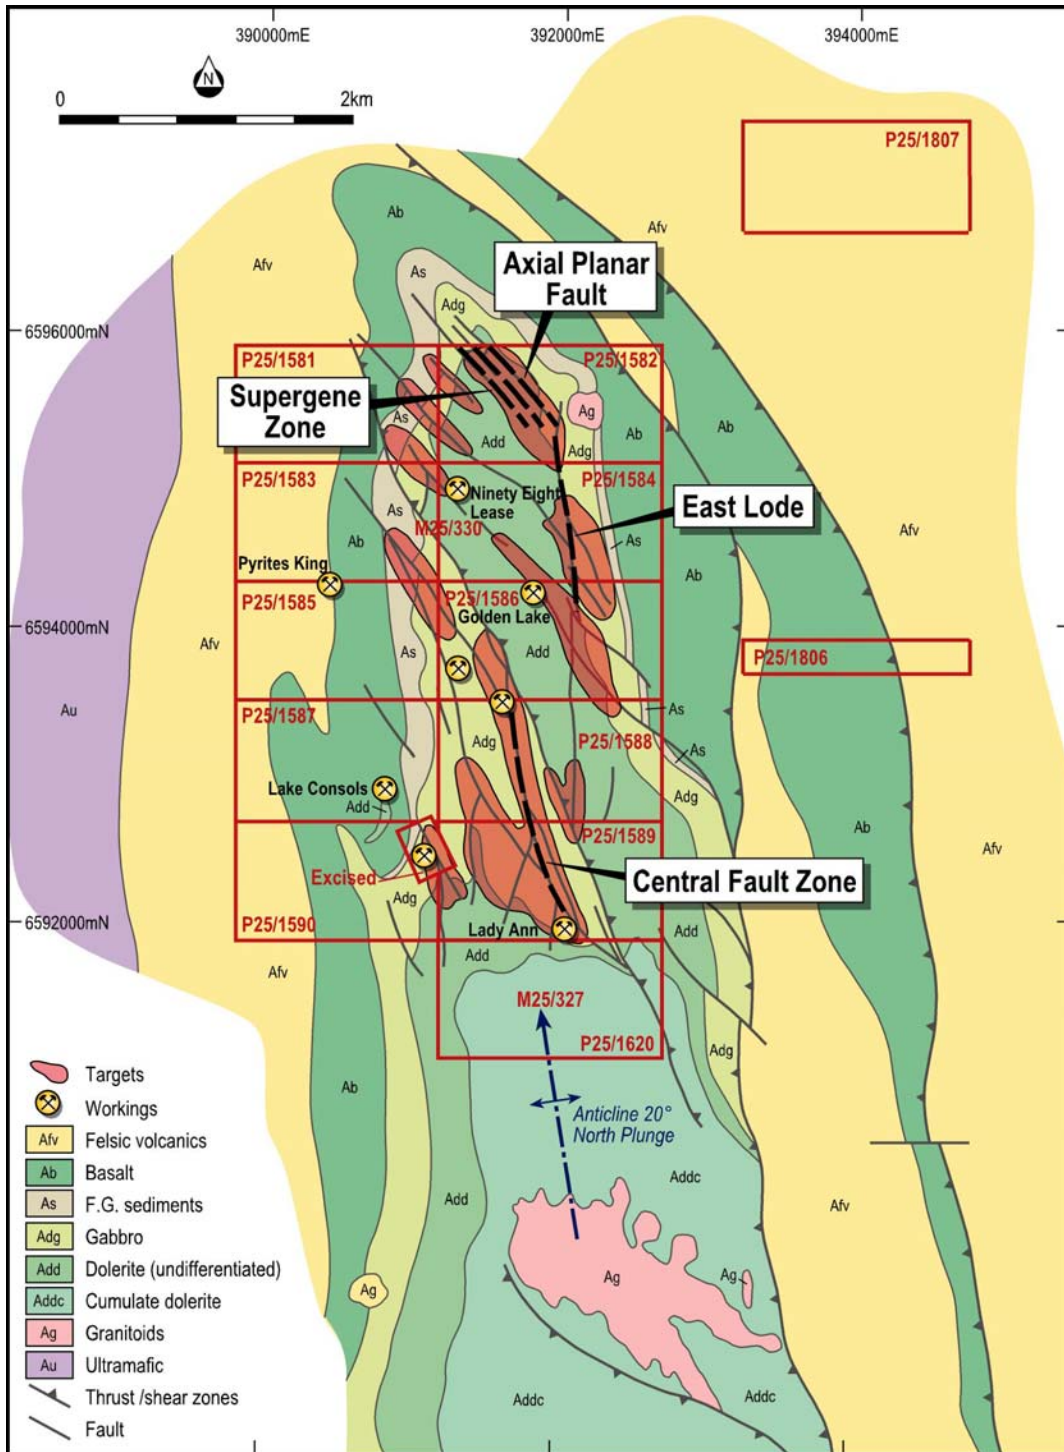 390000mE
392000mE
394000mE
N
0
2km
P25/1807
Afv
Ab
Afv
Axial Planar
Fault
As
Adg
6596000mN
P25/1581
P25/1582
Supergene
Zone
Ag
As
Add
Adg
Ab
Ab
P25/1583
P25/1584
Ninety Eight
Lease
M25/330
East Lode
As
Ab
As
Afv
Pyrites King
Ab
P25/1585
P25/1586
Golden Lake
6594000mN
Afv
As
Add
P25/1806
Au
P25/1587
Adg
P25/1588
As
As
Lake Consols
Add
Adg
P25/1589
Ab
Afv
Excised
Adg
Central Fault Zone
6592000mN
P25/1590
Lady Ann
Add
Afv
Add
M25/327
P25/1620
Adg
Targets
Workings
Afv Felsic volcanics
Ab Basalt
As F.G. sediments
Adg Gabbro
Add Dolerite (undifferentiated)
Addc Cumulate dolerite
Ag Granitoids
Au Ultramafic
Thrust /shear zones
Fault
Ab
Anticline 20°
North Plunge
Add
Addc
Afv
Ag
Ag
Ag
Addc
Addc